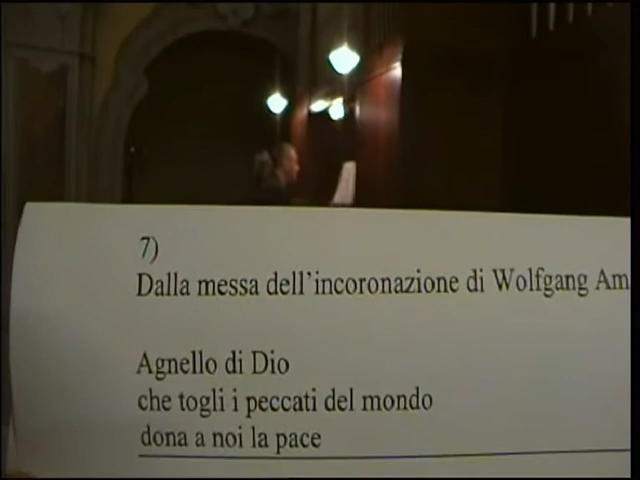 7)
Dalla messa dell'incoronazione di Wolfgang Am
Agnello di Dio
che togli i peccati del mondo
dona a noi la pace